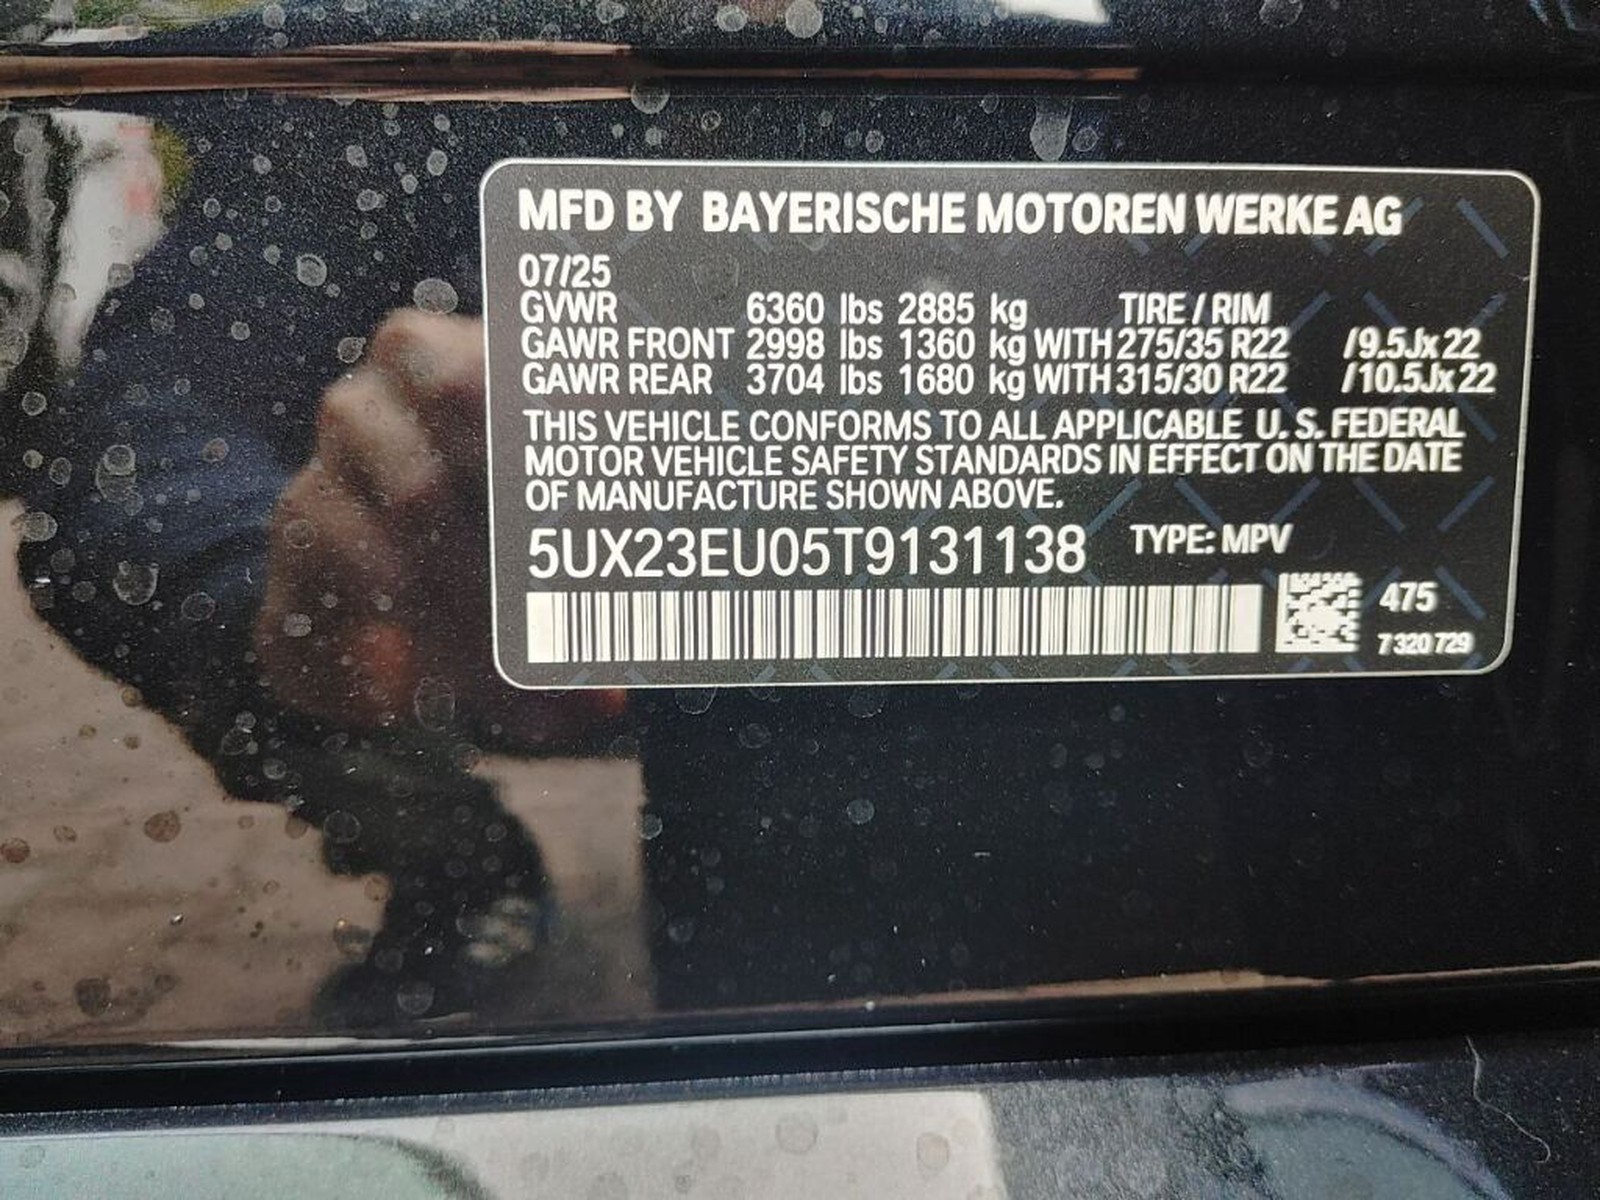 MFD BY BAYERISCHE MOTOREN WERKE AG
07/25
GVWR 6360 lbs 2885 kg TIRE / RIM
GAWR FRONT 2998 lbs 1360 kg WITH 275/35 R22 /9.5Jx22
GAWR REAR 3704 lbs 1680 kg WITH 315/30 R22 /10.5Jx22
THIS VEHICLE CONFORMS TO ALL APPLICABLE U. S. FEDERAL
MOTOR VEHICLE SAFETY STANDARDS IN EFFECT ON THE DATE
OF MANUFACTURE SHOWN ABOVE.
5UX23EU05T9131138 TYPE: MPV
475
7 320 729